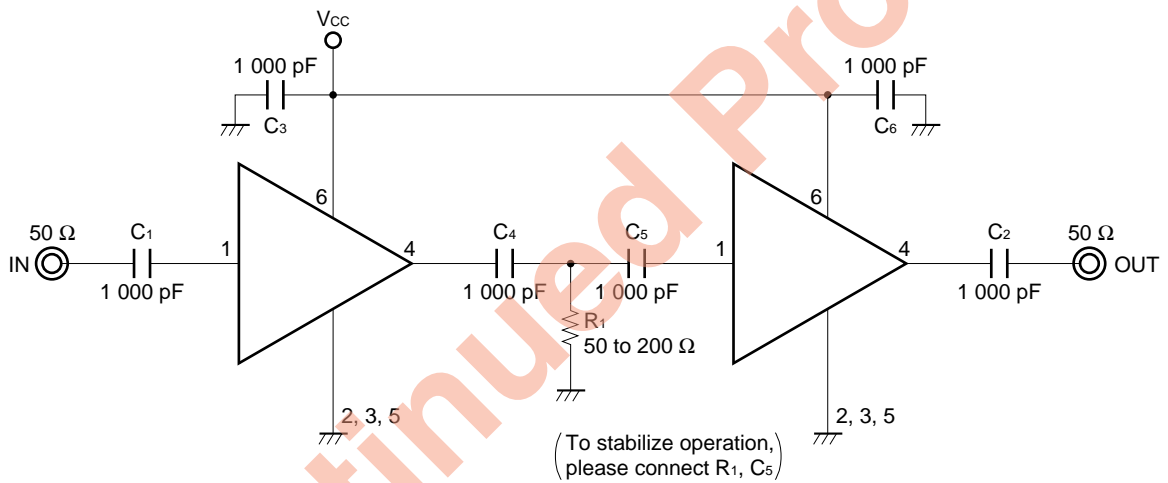 VCC
1 000 pF
C3
1 000 pF
C6
6
6
IN
50 Ω
C1
1 000 pF
1
4
C4
1 000 pF
C5
1 000 pF
R1
50 to 200 Ω
1
4
C2
1 000 pF
50 Ω
OUT
2, 3, 5
2, 3, 5
(To stabilize operation,
please connect R1, C5)
tinued Pro